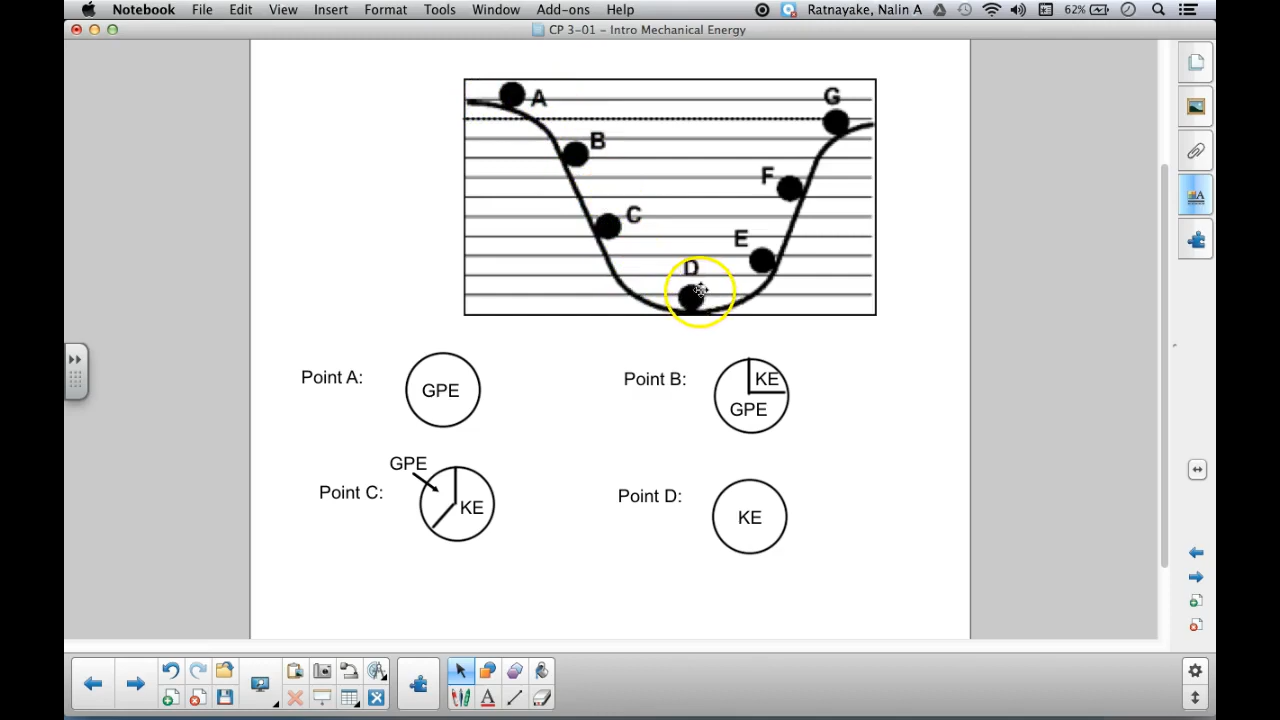 Notebook File Edit View Insert Format Tools Window Add-ons Help Ratnayake, Nalin A 62%
CP 3-01 – Intro Mechanical Energy
A
G
B
F
C
E
D
Point A:
GPE
Point B:
KE
GPE
GPE
Point C:
KE
Point D:
KE